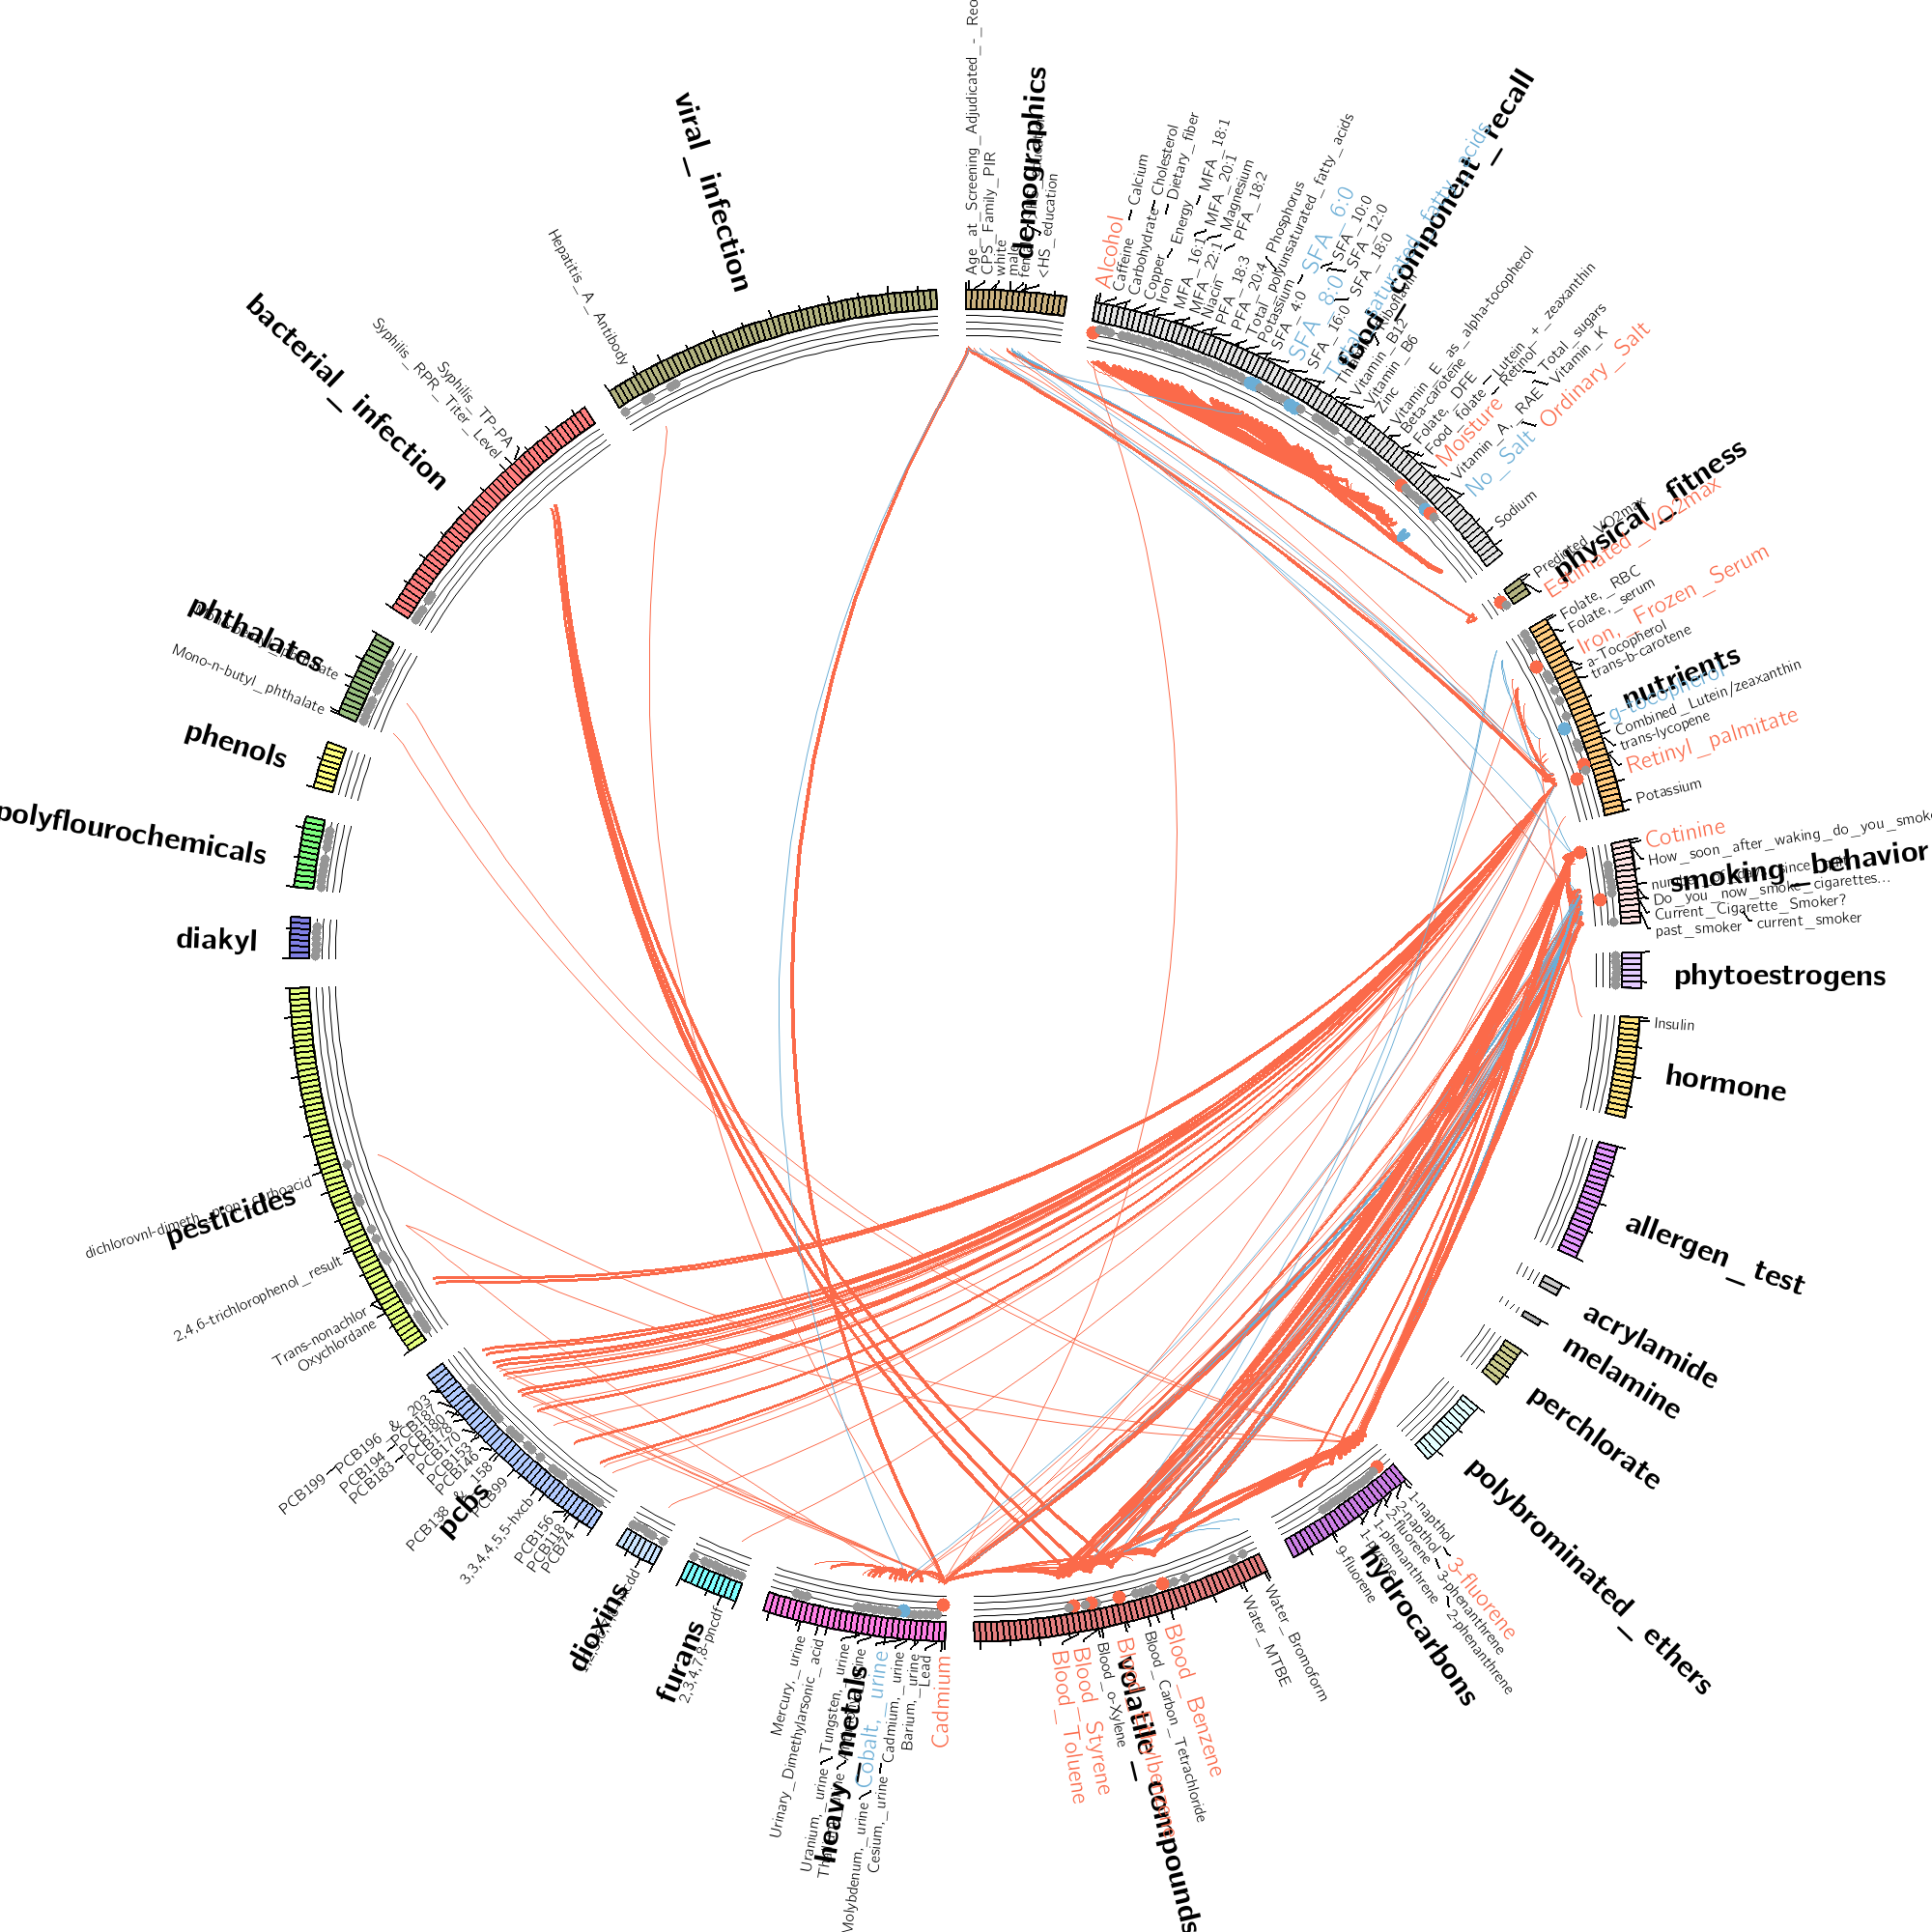 demographics
Age_at_Screening_Adjudicated_-_Reco
CPS_Family_PIR
white
male
<HS_education
food_component_recall
Alcohol
Caffeine
Calcium
Carbohydrate
Cholesterol
Copper
Dietary_fiber
Iron
Energy
MFA_16:1
MFA_18:1
MFA_22:1
MFA_20:1
Niacin
Magnesium
PFA_18:3
PFA_18:2
PFA_20:4
Total_polyunsaturated_fatty_acids
Potassium
Phosphorus
SFA_4:0
SFA_6:0
SFA_8:0
SFA_10:0
SFA_16:0
SFA_12:0
SFA_18:0
Vitamin_B12
Vitamin_B6
Zinc
Vitamin_E_as_alpha-tocopherol
Beta-carotene
Folate,_DFE
Food_folate
Lutein_+_zeaxanthin
Moisture
Retinol
Vitamin_A,_RAE
Total_sugars
Vitamin_K
No_Salt
Ordinary_Salt
Sodium
physical_fitness
Predicted_VO2max
Estimated_VO2max
nutrients
Folate,_RBC
Folate,_serum
Iron,_Frozen_Serum
a-Tocopherol
trans-b-carotene
g-tocopherol
Combined_Lutein/zeaxanthin
trans-lycopene
Retinyl_palmitate
Potassium
smoking_behavior
Cotinine
How_soon_after_waking_do_you_smoke
Do_you_now_smoke_cigarettes...
Current_Cigarette_Smoker?
past_smoker
current_smoker
phytoestrogens
hormone
Insulin
allergen_test
acrylamide
melamine
perchlorate
polybrominated_ethers
hydrocarbons
1-napthol
2-napthol
3-fluorene
2-fluorene
3-phenanthrene
1-phenanthrene
2-phenanthrene
1-pyrene
9-fluorene
volatile_compounds
Water_Bromoform
Water_MTBE
Blood_Benzene
Blood_Carbon_Tetrachloride
Blood_o-Xylene
Blood_Styrene
Blood_Toluene
heavy_metals
Cadmium
Lead
Barium,_urine
Cadmium,_urine
Cesium,_urine
Cobalt,_urine
Molybdenum,_urine
Tungsten,_urine
Uranium,_urine
Urinary_Dimethylarsonic_acid
Mercury,_urine
furans
2,3,4,7,8-pncdf
dioxins
pcbs
PCB74
PCB118
PCB156
3,3,4,4,5,5-hxcb
PCB99
PCB138_&_158
PCB146
PCB153
PCB170
PCB178
PCB180
PCB183
PCB187
PCB194
PCB196_&_203
PCB199
pesticides
Oxychlordane
Trans-nonachlor
2,4,6-trichlorophenol_result
diakyl
polyflourochemicals
phenols
phthalates
Mono-n-butyl_phthalate
bacterial_infection
Syphilis_RPR_Titer_Level
Syphilis_TP-PA
viral_infection
Hepatitis_A_Antibody